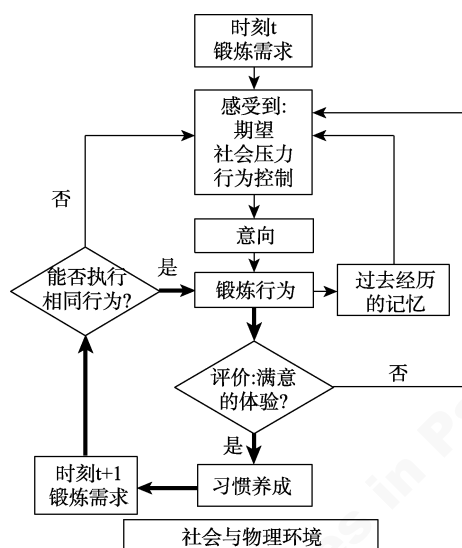 时刻t
锻炼需求
感受到:
期望
社会压力
行为控制
否
意向
能否执行
相同行为?
是
锻炼行为
过去经历
的记忆
评价:满意
的体验?
否
是
时刻t+1
锻炼需求
习惯养成
社会与物理环境
es in P